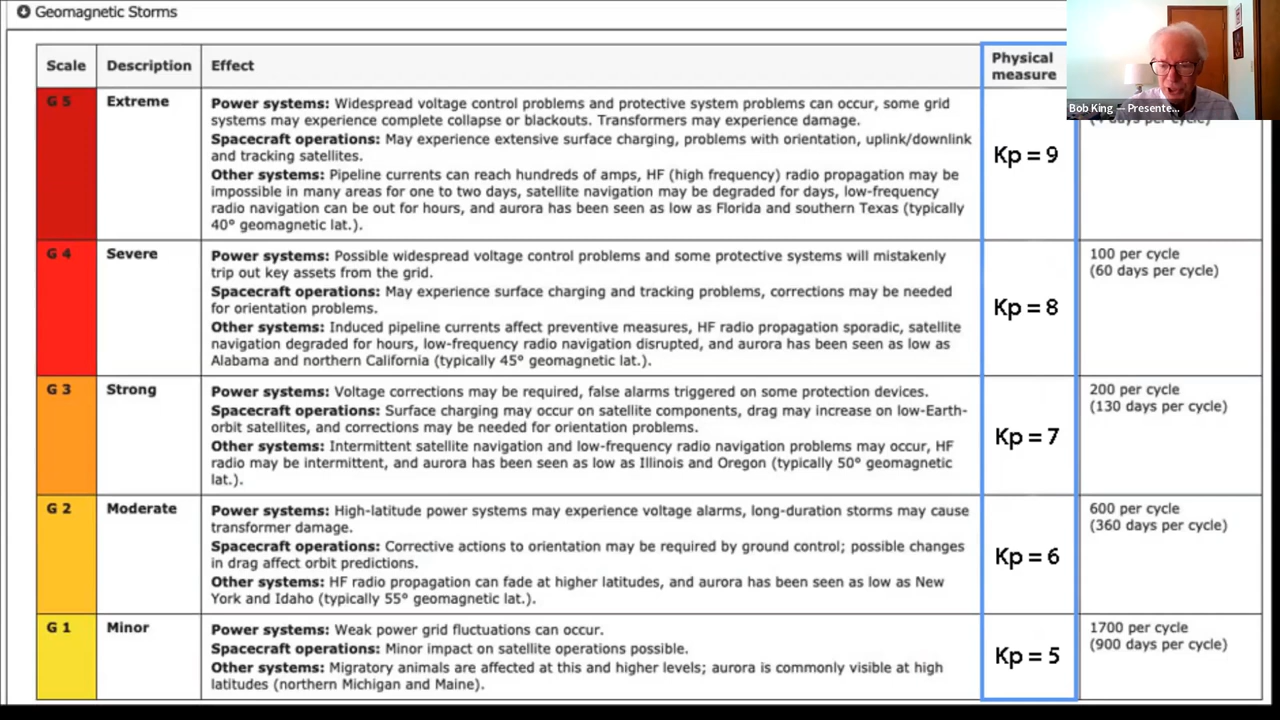 Geomagnetic Storms
Scale Description Effect Physical
measure
Bob King — Presente...
G 5 Extreme Power systems: Widespread voltage control problems and protective system problems can occur, some grid
systems may experience complete collapse or blackouts. Transformers may experience damage.
Spacecraft operations: May experience extensive surface charging, problems with orientation, uplink/downlink
and tracking satellites.
Other systems: Pipeline currents can reach hundreds of amps, HF (high frequency) radio propagation may be
impossible in many areas for one to two days, satellite navigation may be degraded for days, low-frequency
radio navigation can be out for hours, and aurora has been seen as low as Florida and southern Texas (typically
40° geomagnetic lat.).
Kp = 9
days per cycle)
G 4 Severe Power systems: Possible widespread voltage control problems and some protective systems will mistakenly
trip out key assets from the grid.
Spacecraft operations: May experience surface charging and tracking problems, corrections may be needed
for orientation problems.
Other systems: Induced pipeline currents affect preventive measures, HF radio propagation sporadic, satellite
navigation degraded for hours, low-frequency radio navigation disrupted, and aurora has been seen as low as
Alabama and northern California (typically 45° geomagnetic lat.).
Kp = 8
100 per cycle
(60 days per cycle)
G 3 Strong Power systems: Voltage corrections may be required, false alarms triggered on some protection devices.
Spacecraft operations: Surface charging may occur on satellite components, drag may increase on low-Earth-
orbit satellites, and corrections may be needed for orientation problems.
Other systems: Intermittent satellite navigation and low-frequency radio navigation problems may occur, HF
radio may be intermittent, and aurora has been seen as low as Illinois and Oregon (typically 50° geomagnetic
lat.).
Kp = 7
200 per cycle
(130 days per cycle)
G 2 Moderate Power systems: High-latitude power systems may experience voltage alarms, long-duration storms may cause
transformer damage.
Spacecraft operations: Corrective actions to orientation may be required by ground control; possible changes
in drag affect orbit predictions.
Other systems: HF radio propagation can fade at higher latitudes, and aurora has been seen as low as New
York and Idaho (typically 55° geomagnetic lat.).
Kp = 6
600 per cycle
(360 days per cycle)
G 1 Minor Power systems: Weak power grid fluctuations can occur.
Spacecraft operations: Minor impact on satellite operations possible.
Other systems: Migratory animals are affected at this and higher levels; aurora is commonly visible at high
latitudes (northern Michigan and Maine).
Kp = 5
1700 per cycle
(900 days per cycle)